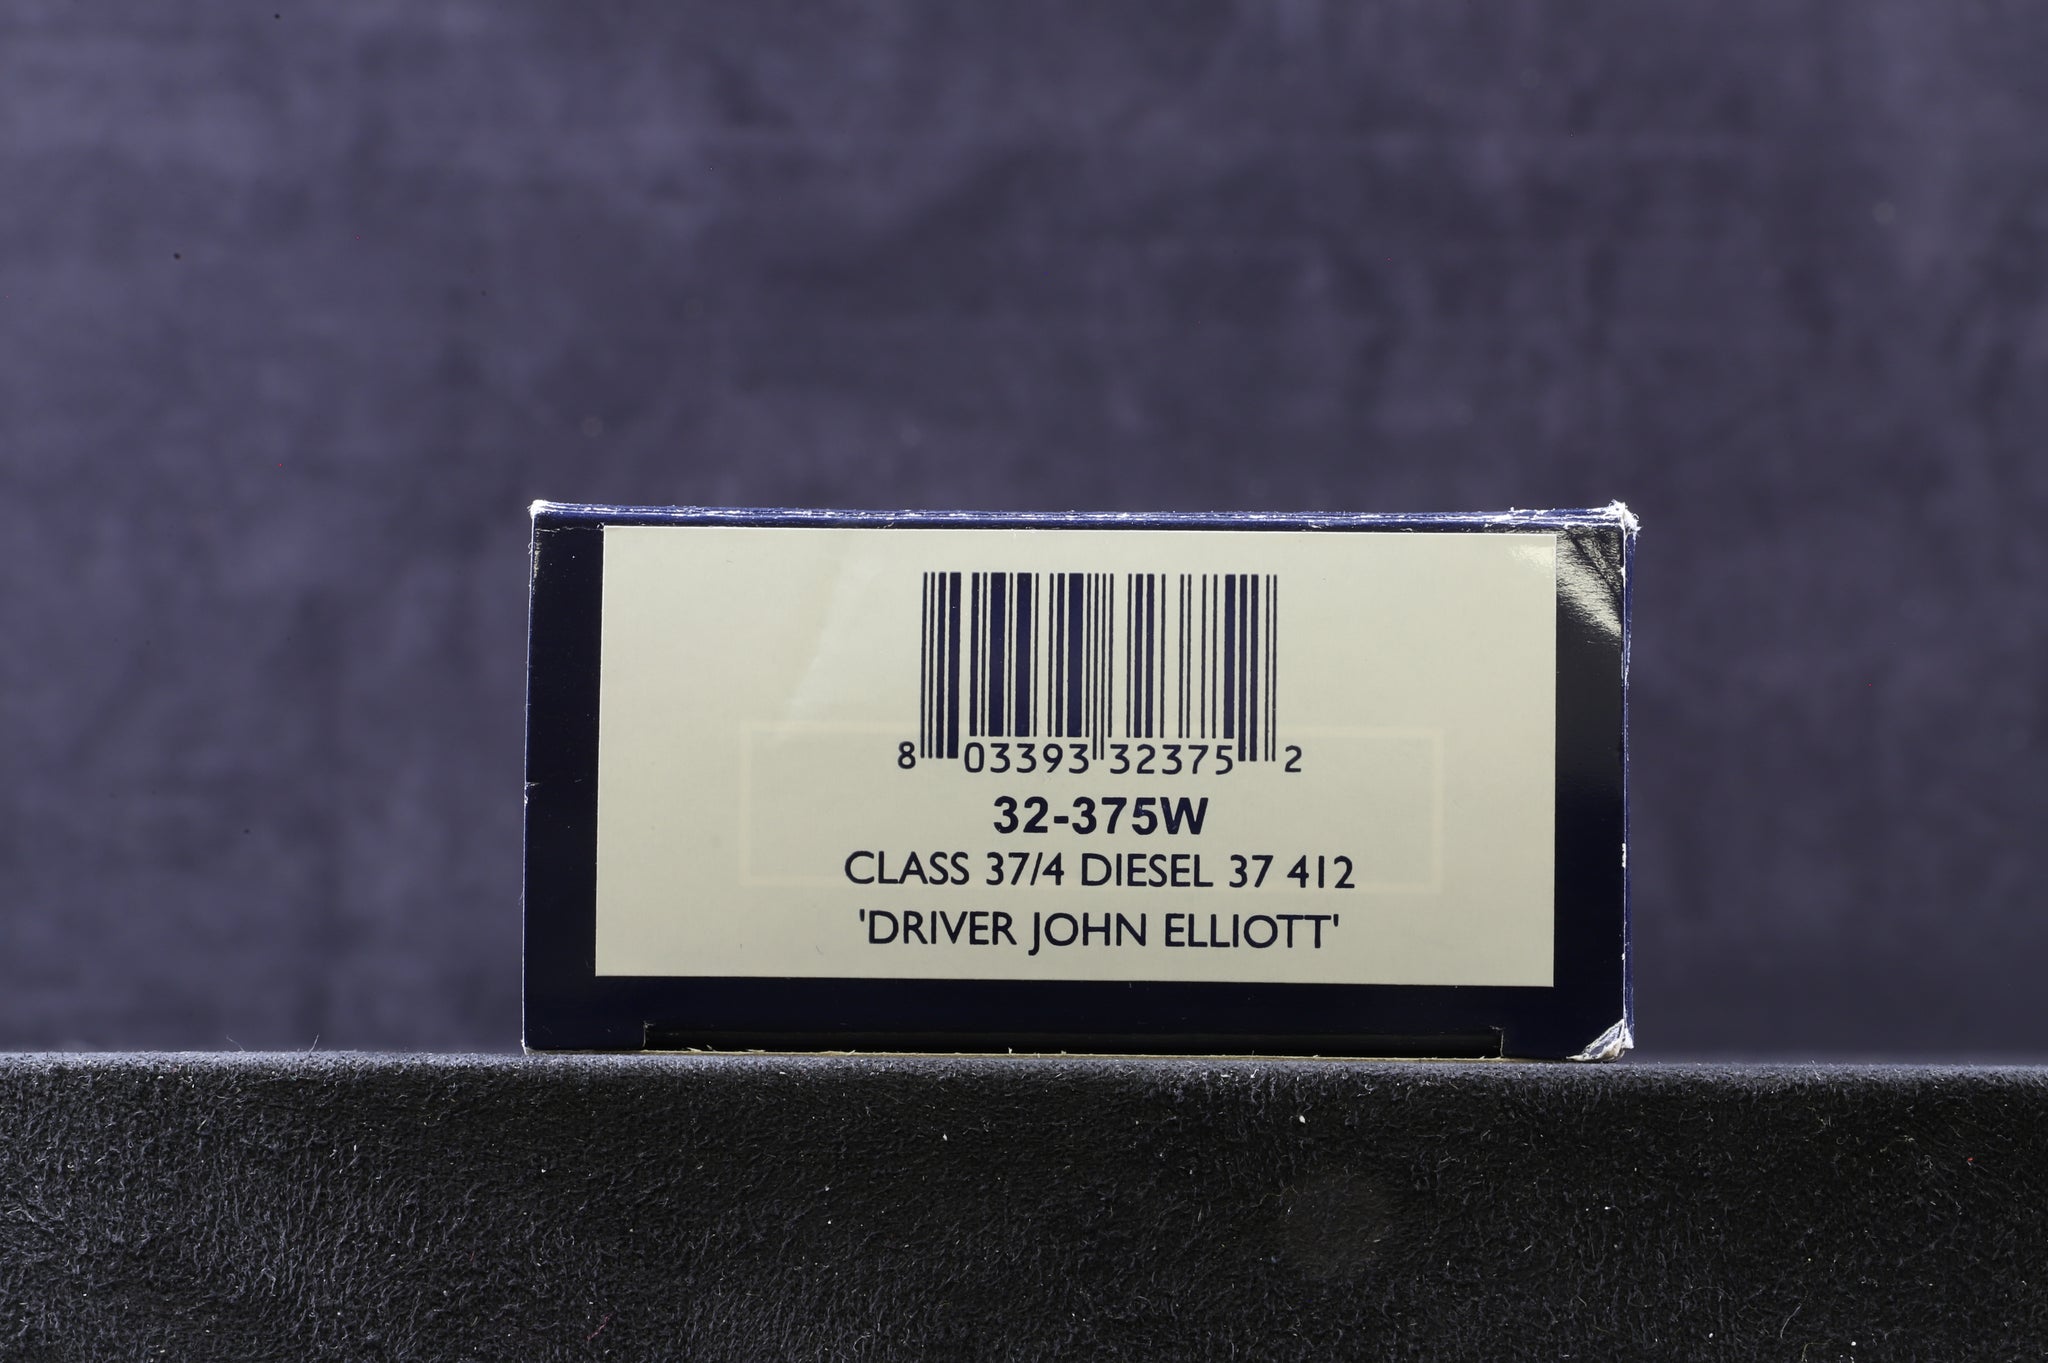 8 03393 32375 2
32-375W
CLASS 37/4 DIESEL 37 412
'DRIVER JOHN ELLIOTT'